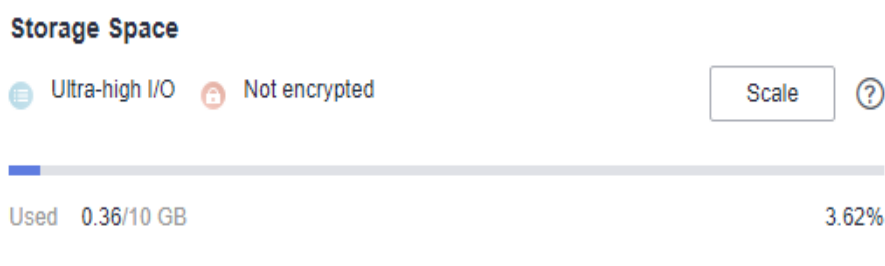 Storage Space
Ultra-high I/O Not encrypted Scale ?
Used 0.36/10 GB 3.62%